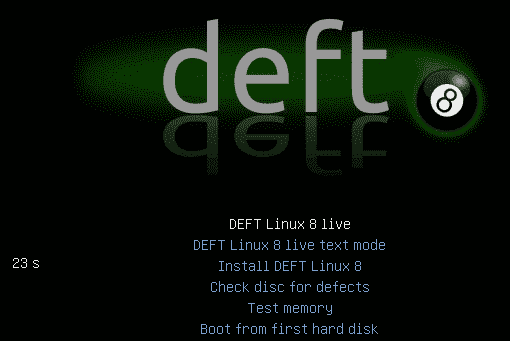 deft
8
DEFT Linux 8 live
DEFT Linux 8 live text mode
23 s
Install DEFT Linux 8
Check disc for defects
Test memory
Boot from first hard disk